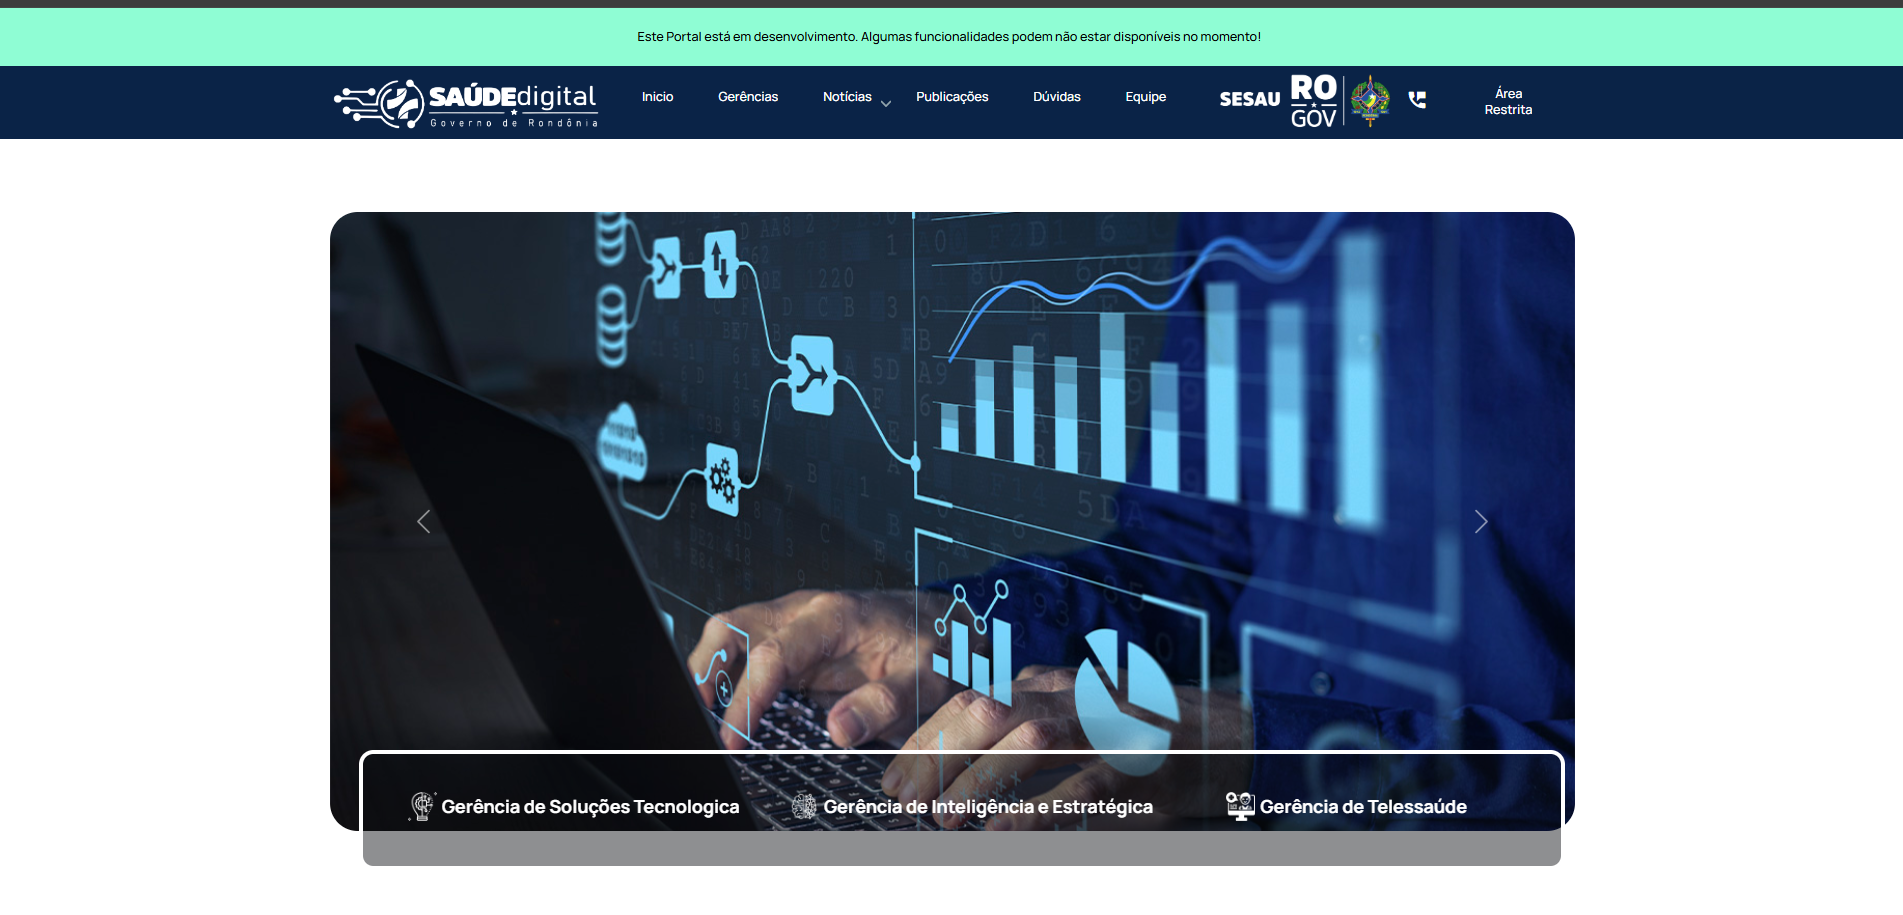 Este Portal está em desenvolvimento. Algumas funcionalidades podem não estar disponíveis no momento!
SAÚDEdigital
Governo de Rondônia
Inicio
Gerências
Notícias
Publicações
Dúvidas
Equipe
SESAU
RO
GOV
Área
Restrita
Gerência de Soluções Tecnologica
Gerência de Inteligência e Estratégica
Gerência de Telessaúde